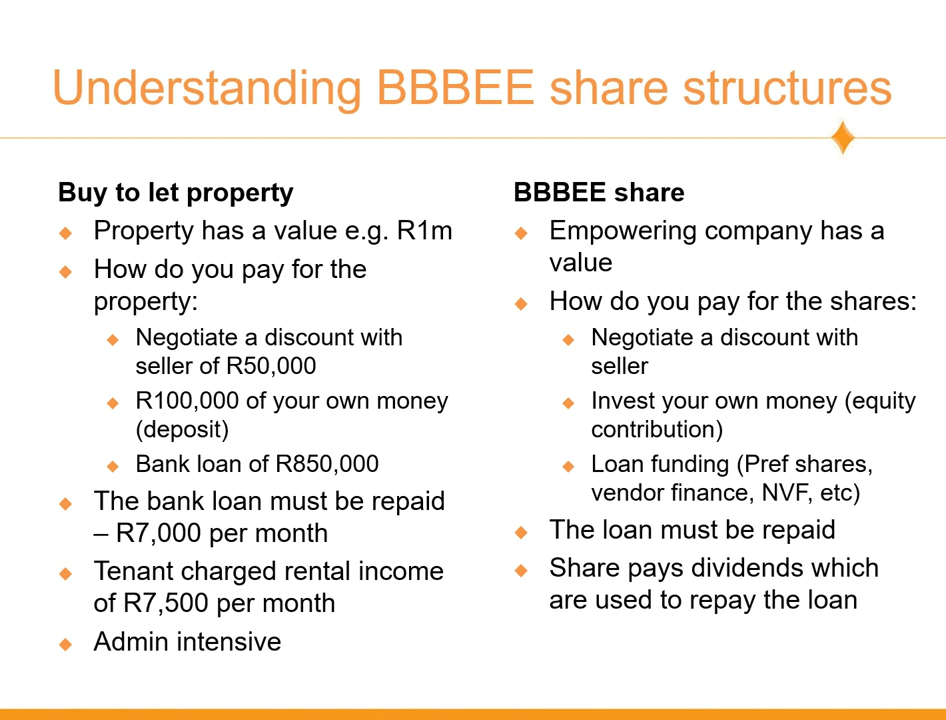 Understanding BBBEE share structures
Buy to let property
Property has a value e.g. R1m
How do you pay for the
property:
Negotiate a discount with
seller of R50,000
R100,000 of your own money
(deposit)
Bank loan of R850,000
The bank loan must be repaid
– R7,000 per month
Tenant charged rental income
of R7,500 per month
Admin intensive
BBBEE share
Empowering company has a
value
How do you pay for the shares:
Negotiate a discount with
seller
Invest your own money (equity
contribution)
Loan funding (Pref shares,
vendor finance, NVF, etc)
The loan must be repaid
Share pays dividends which
are used to repay the loan